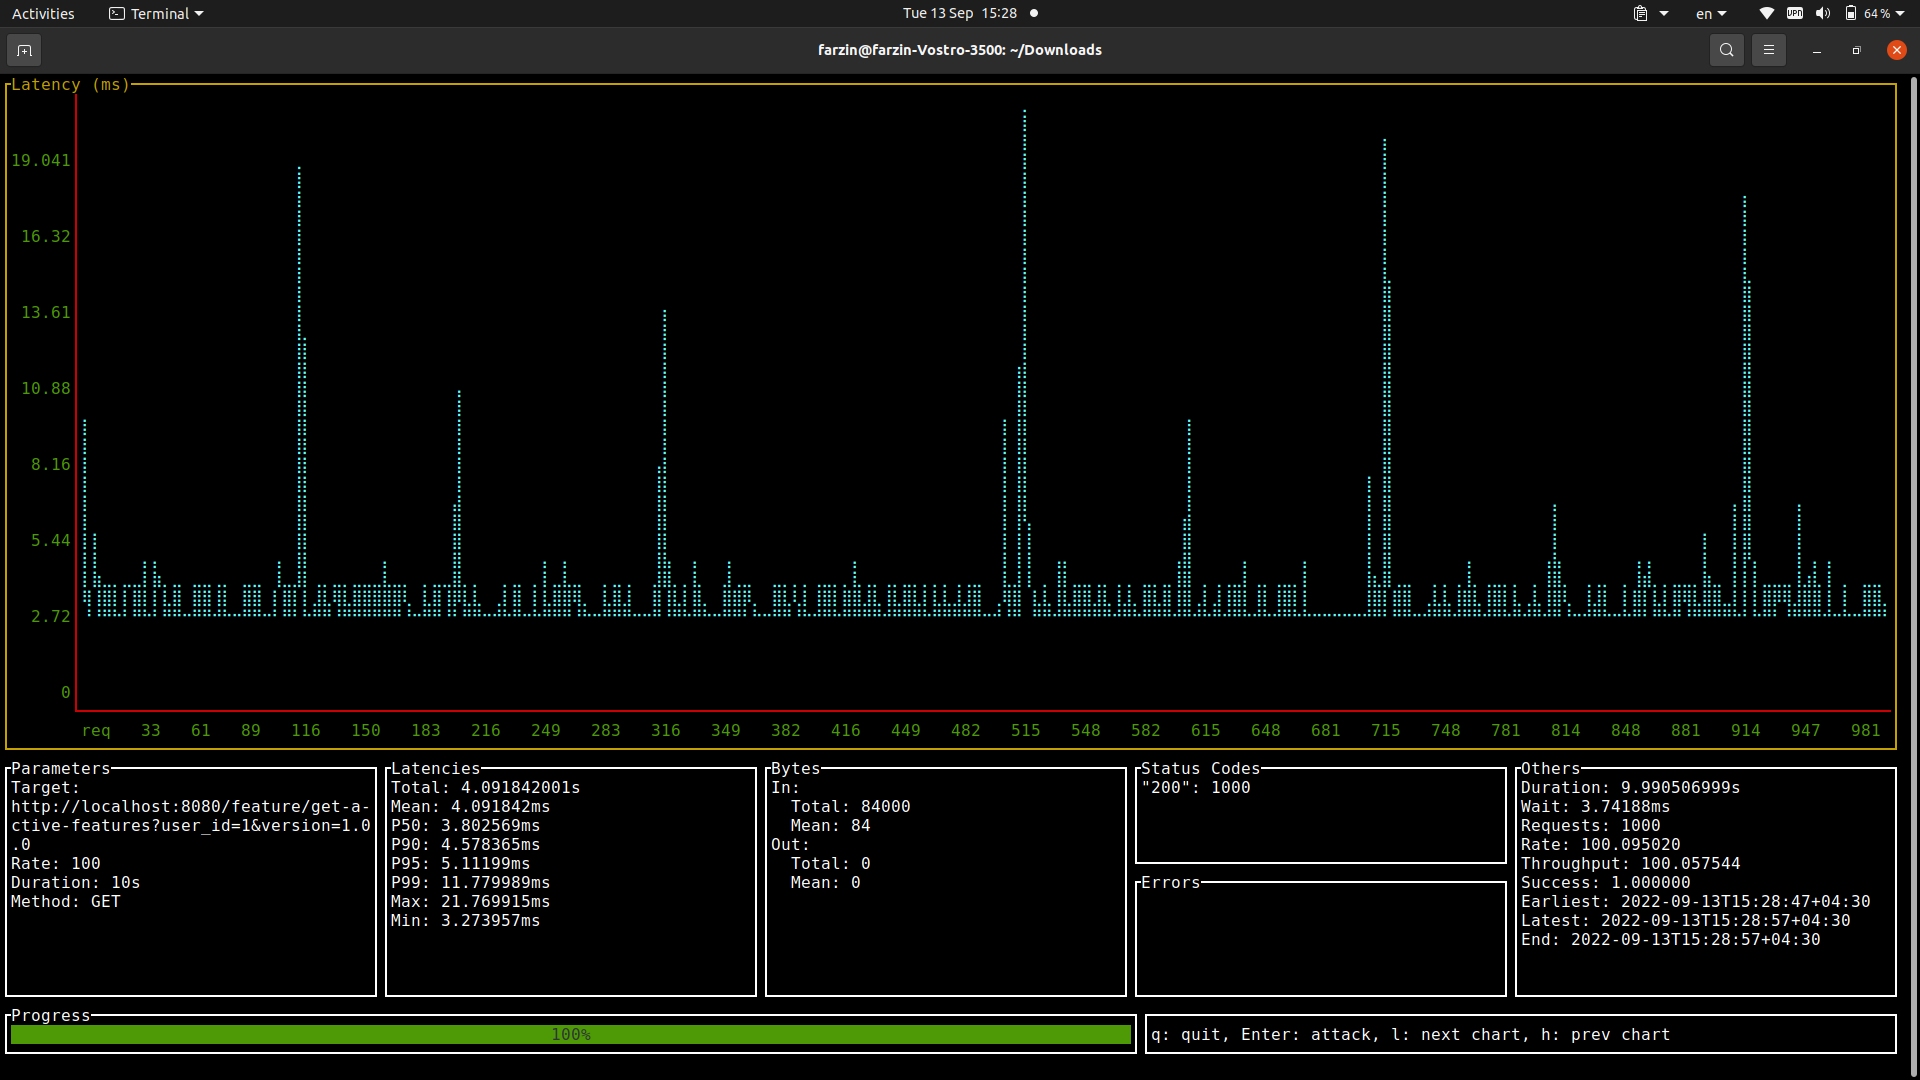 Activities
Terminal
Tue 13 Sep 15:28
en
VPN
64%
farzin@farzin-Vostro-3500: ~/Downloads
Latency (ms)
19.041
16.32
13.61
10.88
8.16
5.44
2.72
0
req 33 61 89 116 150 183 216 249 283 316 349 382 416 449 482 515 548 582 615 648 681 715 748 781 814 848 881 914 947 981
Parameters
Target:
http://localhost:8080/feature/get-a-
ctive-features?user_id=1&version=1.0
.0
Rate: 100
Duration: 10s
Method: GET
Latencies
Total: 4.091842001s
Mean: 4.091842ms
P50: 3.802569ms
P90: 4.578365ms
P95: 5.11199ms
P99: 11.779989ms
Max: 21.769915ms
Min: 3.273957ms
Bytes
In:
Total: 84000
Mean: 84
Out:
Total: 0
Mean: 0
Status Codes
"200": 1000
Errors
Others
Duration: 9.990506999s
Wait: 3.74188ms
Requests: 1000
Rate: 100.095020
Throughput: 100.057544
Success: 1.000000
Earliest: 2022-09-13T15:28:47+04:30
Latest: 2022-09-13T15:28:57+04:30
End: 2022-09-13T15:28:57+04:30
Progress
100%
q: quit, Enter: attack, l: next chart, h: prev chart